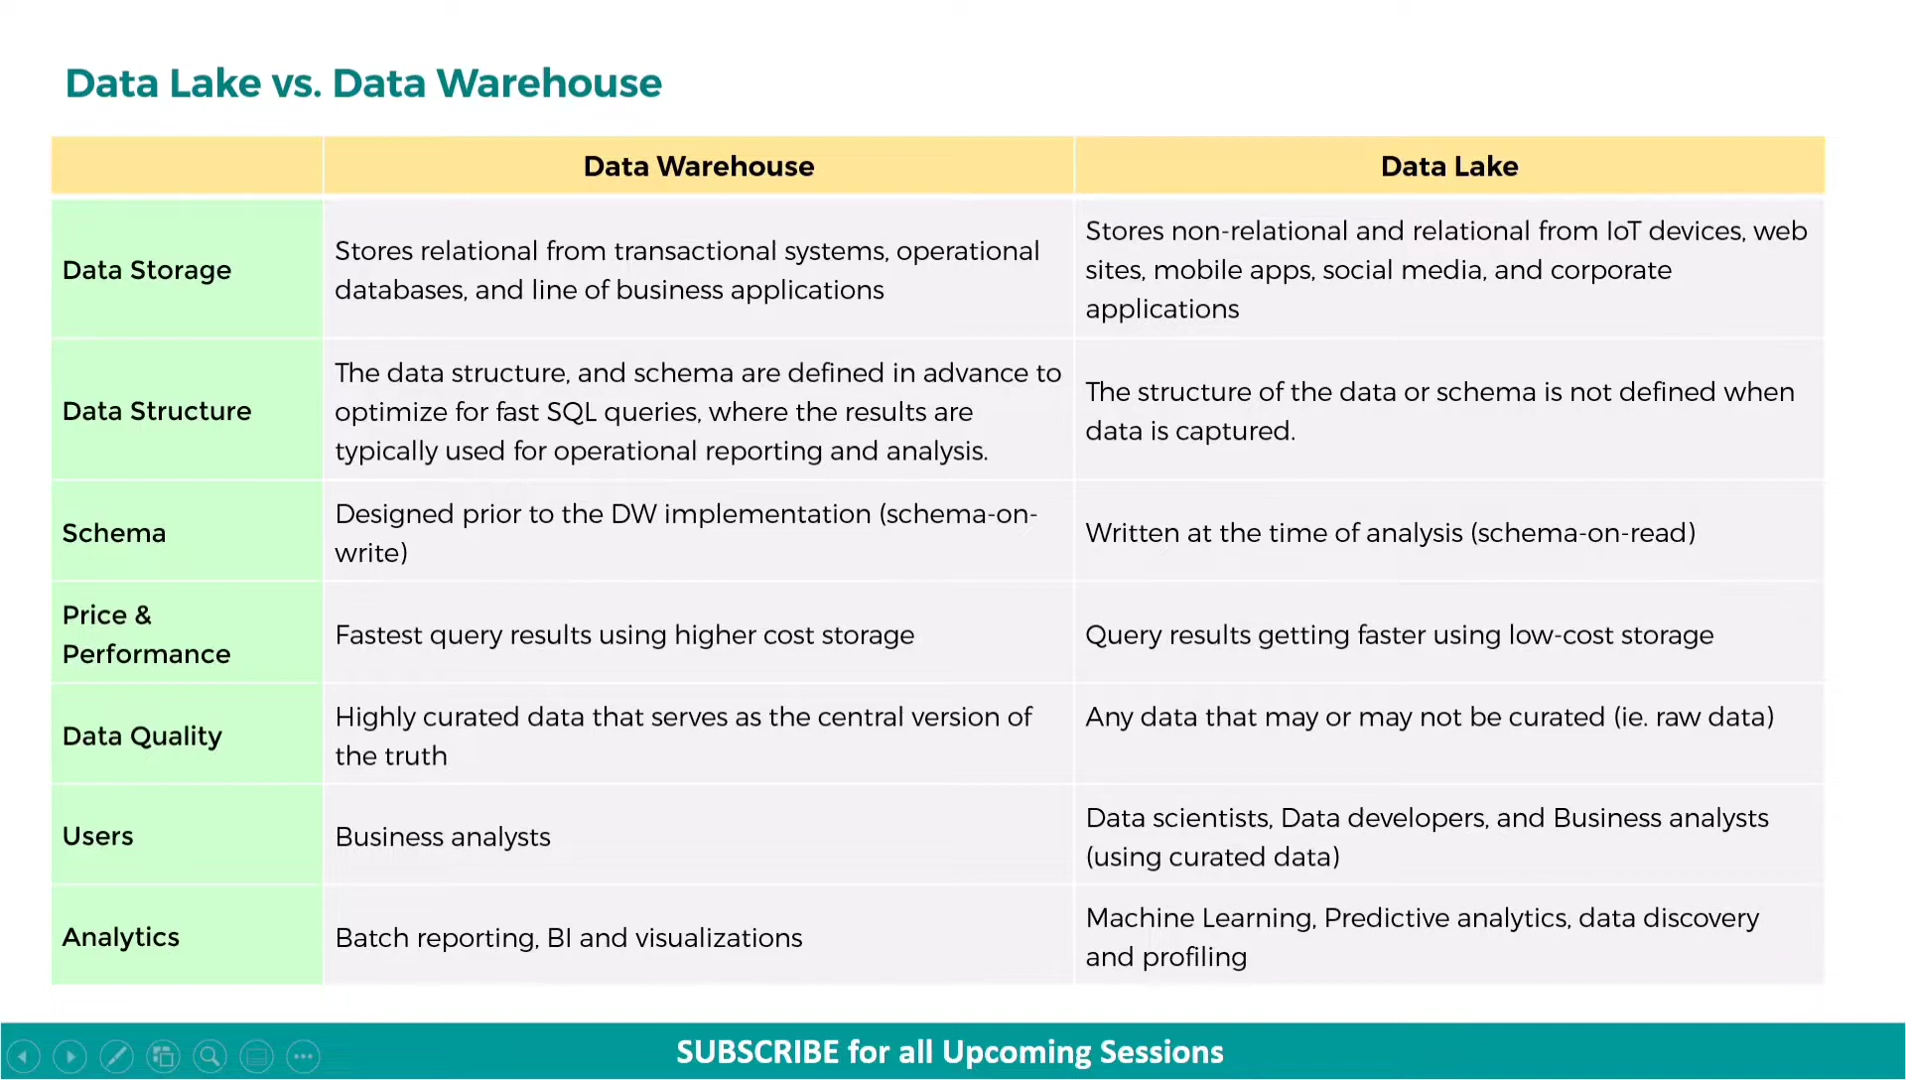 Data Lake vs. Data Warehouse
Data Warehouse
Data Lake
Data Storage
Stores relational from transactional systems, operational
databases, and line of business applications
Stores non-relational and relational from IoT devices, web
sites, mobile apps, social media, and corporate
applications
Data Structure
The data structure, and schema are defined in advance to
optimize for fast SQL queries, where the results are
typically used for operational reporting and analysis.
The structure of the data or schema is not defined when
data is captured.
Schema
Designed prior to the DW implementation (schema-on-
write)
Written at the time of analysis (schema-on-read)
Price &
Performance
Fastest query results using higher cost storage
Query results getting faster using low-cost storage
Data Quality
Highly curated data that serves as the central version of
the truth
Any data that may or may not be curated (ie. raw data)
Users
Business analysts
Data scientists, Data developers, and Business analysts
(using curated data)
Analytics
Batch reporting, BI and visualizations
Machine Learning, Predictive analytics, data discovery
and profiling
SUBSCRIBE for all Upcoming Sessions